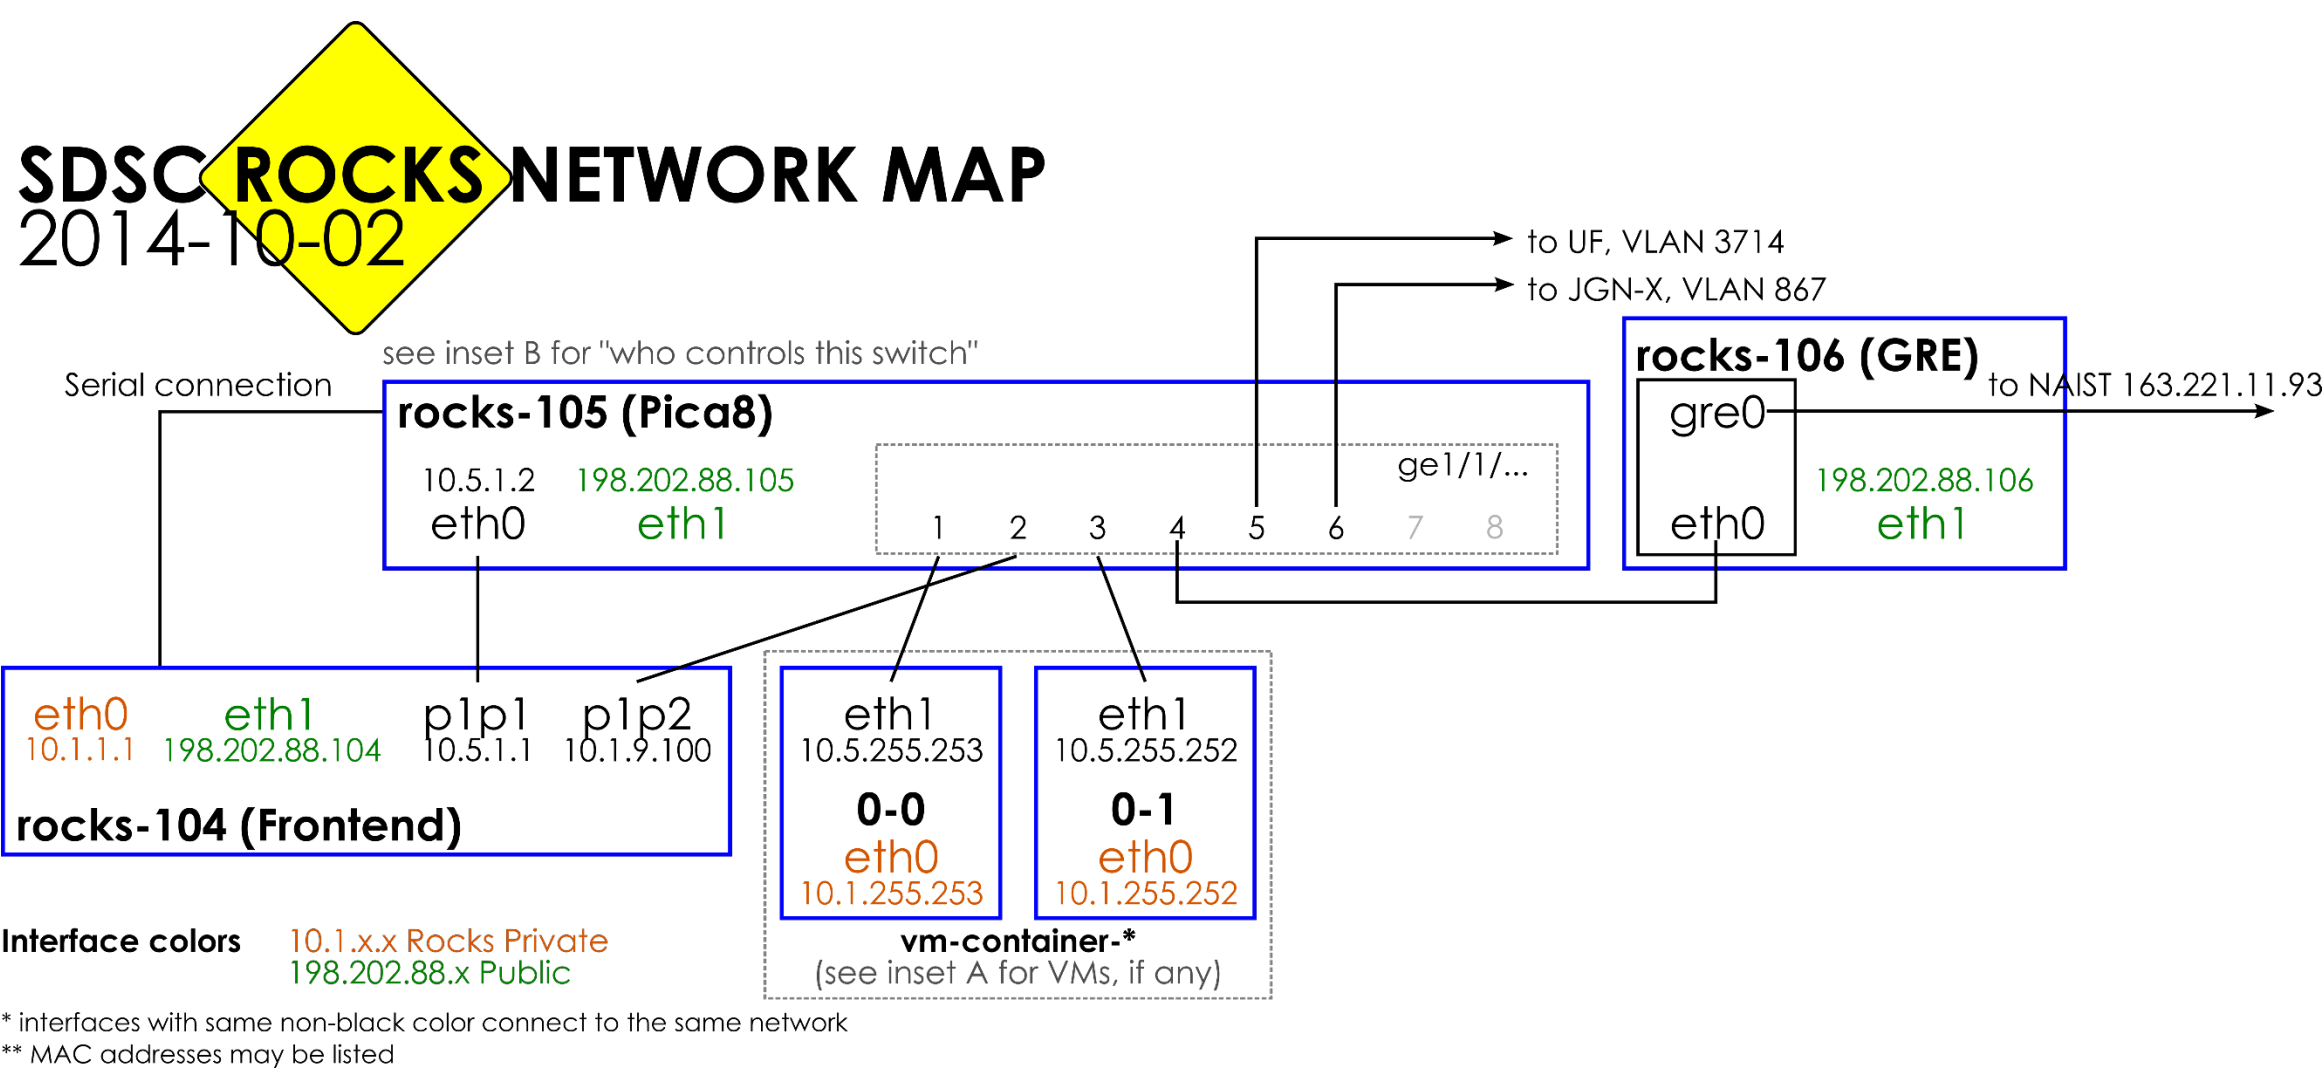 SDSC ROCKS NETWORK MAP
2014-10-02
to UF, VLAN 3714
to JGN-X, VLAN 867
see inset B for "who controls this switch"
Serial connection
rocks-105 (Pica8)
10.5.1.2 198.202.88.105
eth0 eth1
ge1/1/...
1 2 3 4 5 6 7 8
rocks-106 (GRE)
to NAIST 163.221.11.93
gre0
198.202.88.106
eth0 eth1
eth0 eth1 p1p1 p1p2
10.1.1.1 198.202.88.104 10.5.1.1 10.1.9.100
rocks-104 (Frontend)
eth1
10.5.255.253
0-0
eth0
10.1.255.253
eth1
10.5.255.252
0-1
eth0
10.1.255.252
vm-container-*
(see inset A for VMs, if any)
Interface colors 10.1.x.x Rocks Private
198.202.88.x Public
* interfaces with same non-black color connect to the same network
** MAC addresses may be listed